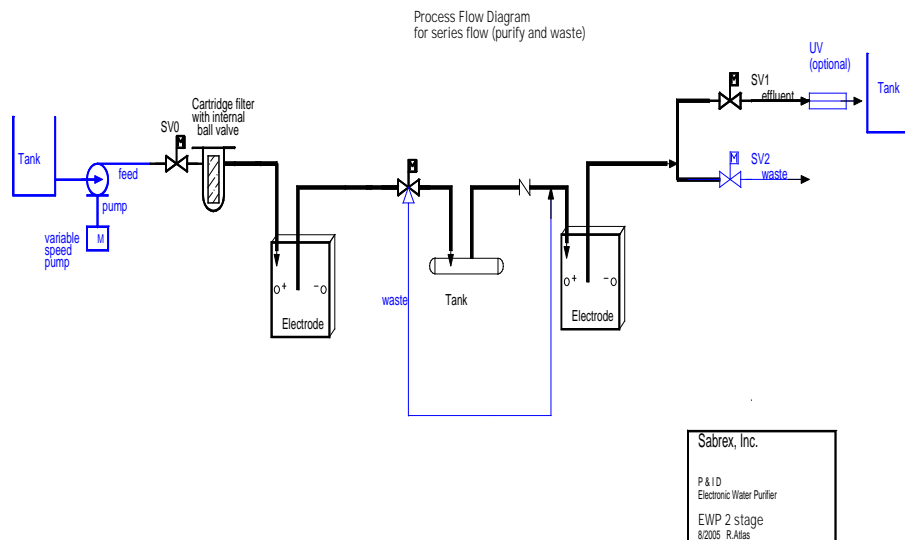 Process Flow Diagram
for series flow (purify and waste)
UV
(optional)
M
SV1
effluent
Tank
Cartridge filter
with internal
ball valve
SV0
M
Tank
feed
pump
variable
speed
pump
M
M
M
SV2
waste
waste
Tank
+
−
Electrode
+
−
Electrode
Sabrex, Inc.
P & I D
Electronic Water Purifier
EWP 2 stage
8/2005 R.Atlas